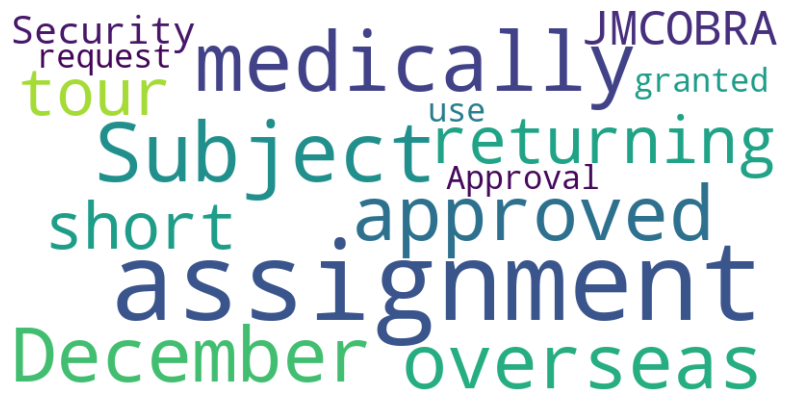 Security
JMCOBRA
request
medically
tour
granted
use
Subject
returning
Approval
short
approved
assignment
December
overseas